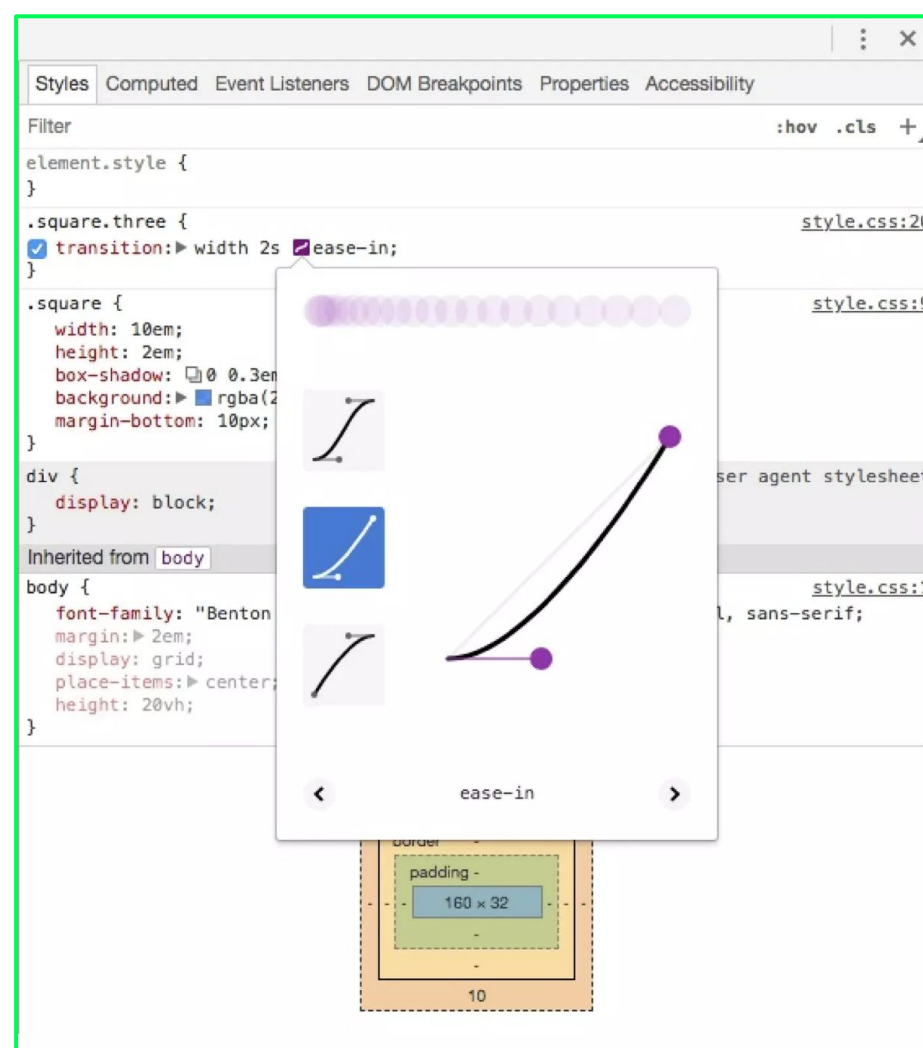 Styles Computed Event Listeners DOM Breakpoints Properties Accessibility
Filter :hov .cls +
element.style {
}
.square.three { style.css:20
transition: width 2s ease-in;
}
.square { style.css:
width: 10em;
height: 2em;
box-shadow: 0 0.3em
background: rgba(2
margin-bottom: 10px;
}
div { ser agent stylesheet
display: block;
}
Inherited from body
body { style.css:
font-family: "Benton l, sans-serif;
margin: 2em;
display: grid;
place-items: center;
height: 20vh;
}
ease-in
border -
padding -
- - - 160 × 32 - - -
-
-
10